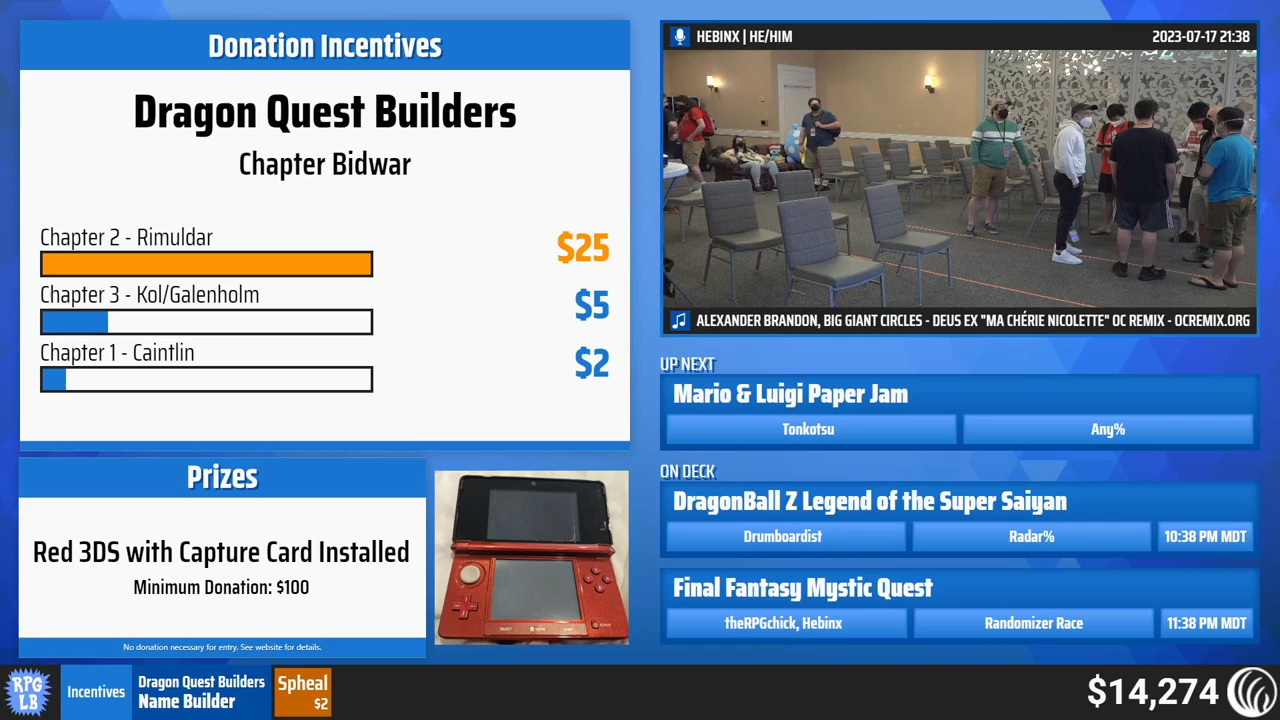 Donation Incentives
Dragon Quest Builders
Chapter Bidwar
Chapter 2 - Rimuldar
$25
Chapter 3 - Kol/Galenholm
$5
Chapter 1 - Caintlin
$2
Prizes
Red 3DS with Capture Card Installed
Minimum Donation: $100
No donation necessary for entry. See website for details.
HEBINX | HE/HIM
2023-07-17 21:38
ALEXANDER BRANDON, BIG GIANT CIRCLES - DEUS EX "MA CHÉRIE NICOLETTE" OC REMIX - OCREMIX.ORG
UP NEXT
Mario & Luigi Paper Jam
Tonkotsu
Any%
ON DECK
DragonBall Z Legend of the Super Saiyan
Drumboardist
Radar%
10:38 PM MDT
Final Fantasy Mystic Quest
theRPGchick, Hebinx
Randomizer Race
11:38 PM MDT
RPG
LB
Incentives
Dragon Quest Builders
Name Builder
Spheal
$2
$14,274